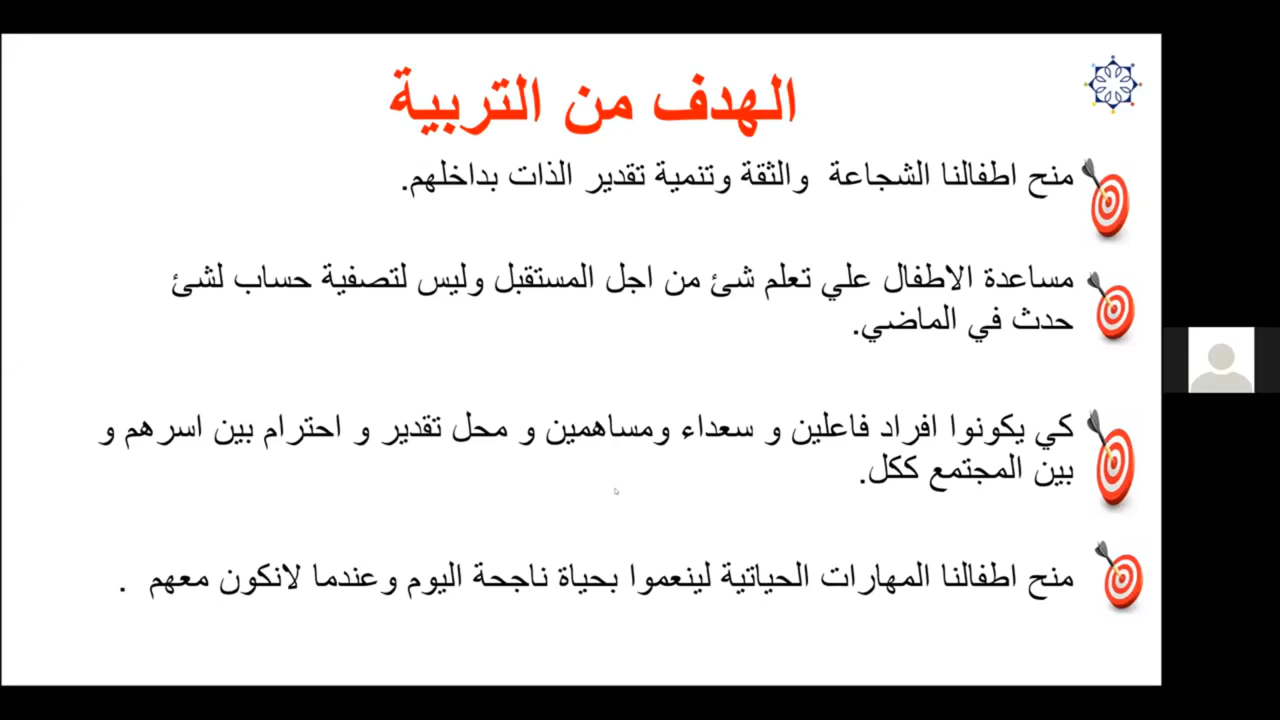 الهدف من التربية
منح اطفالنا الشجاعة والثقة وتنمية تقدير الذات بداخلهم.
مساعدة الاطفال علي تعلم شئ من اجل المستقبل وليس لتصفية حساب لشئ
حدث في الماضي.
كي يكونوا افراد فاعلين و سعداء ومساهمين و محل تقدير و احترام بين اسرهم و
بين المجتمع ككل.
منح اطفالنا المهارات الحياتية لينعموا بحياة ناجحة اليوم وعندما لانكون معهم .